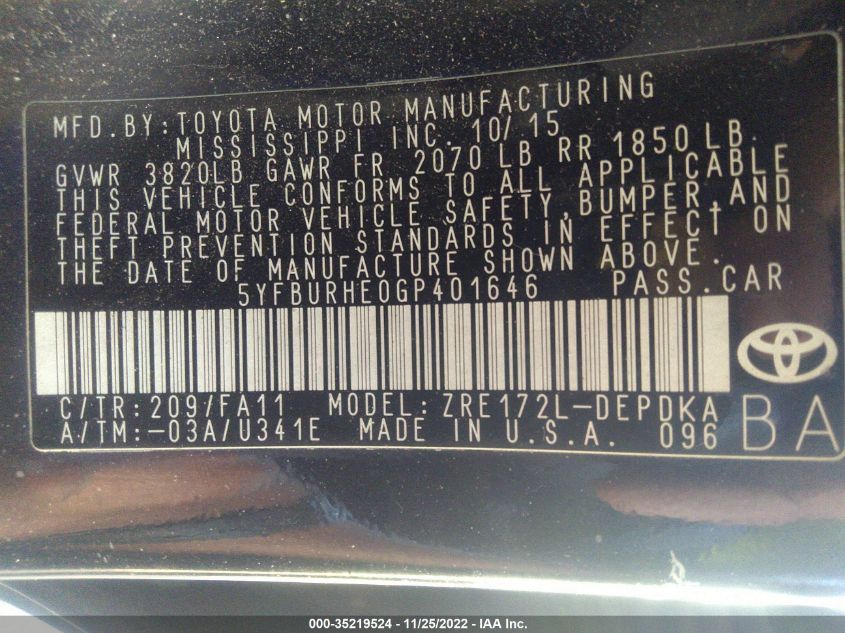 MFD.BY:TOYOTA MOTOR MANUFACTURING
MISSISSIPPI INC. 10/15
GVWR 3820LB GAWR FR 2070 LB RR 1850 LB.
THIS VEHICLE CONFORMS TO ALL APPLICABLE
FEDERAL MOTOR VEHICLE SAFETY,BUMPER,AND
THEFT PREVENTION STANDARDS IN EFFECT ON
THE DATE OF MANUFACTURE SHOWN ABOVE.
5YFBURHE0GP401646 PASS.CAR
C/TR:209/FA11 MODEL:ZRE172L-DEPDKA
A/TM:-03A/U341E MADE IN U.S.A. 096
BA
000-35219524 - 11/25/2022 - IAA Inc.